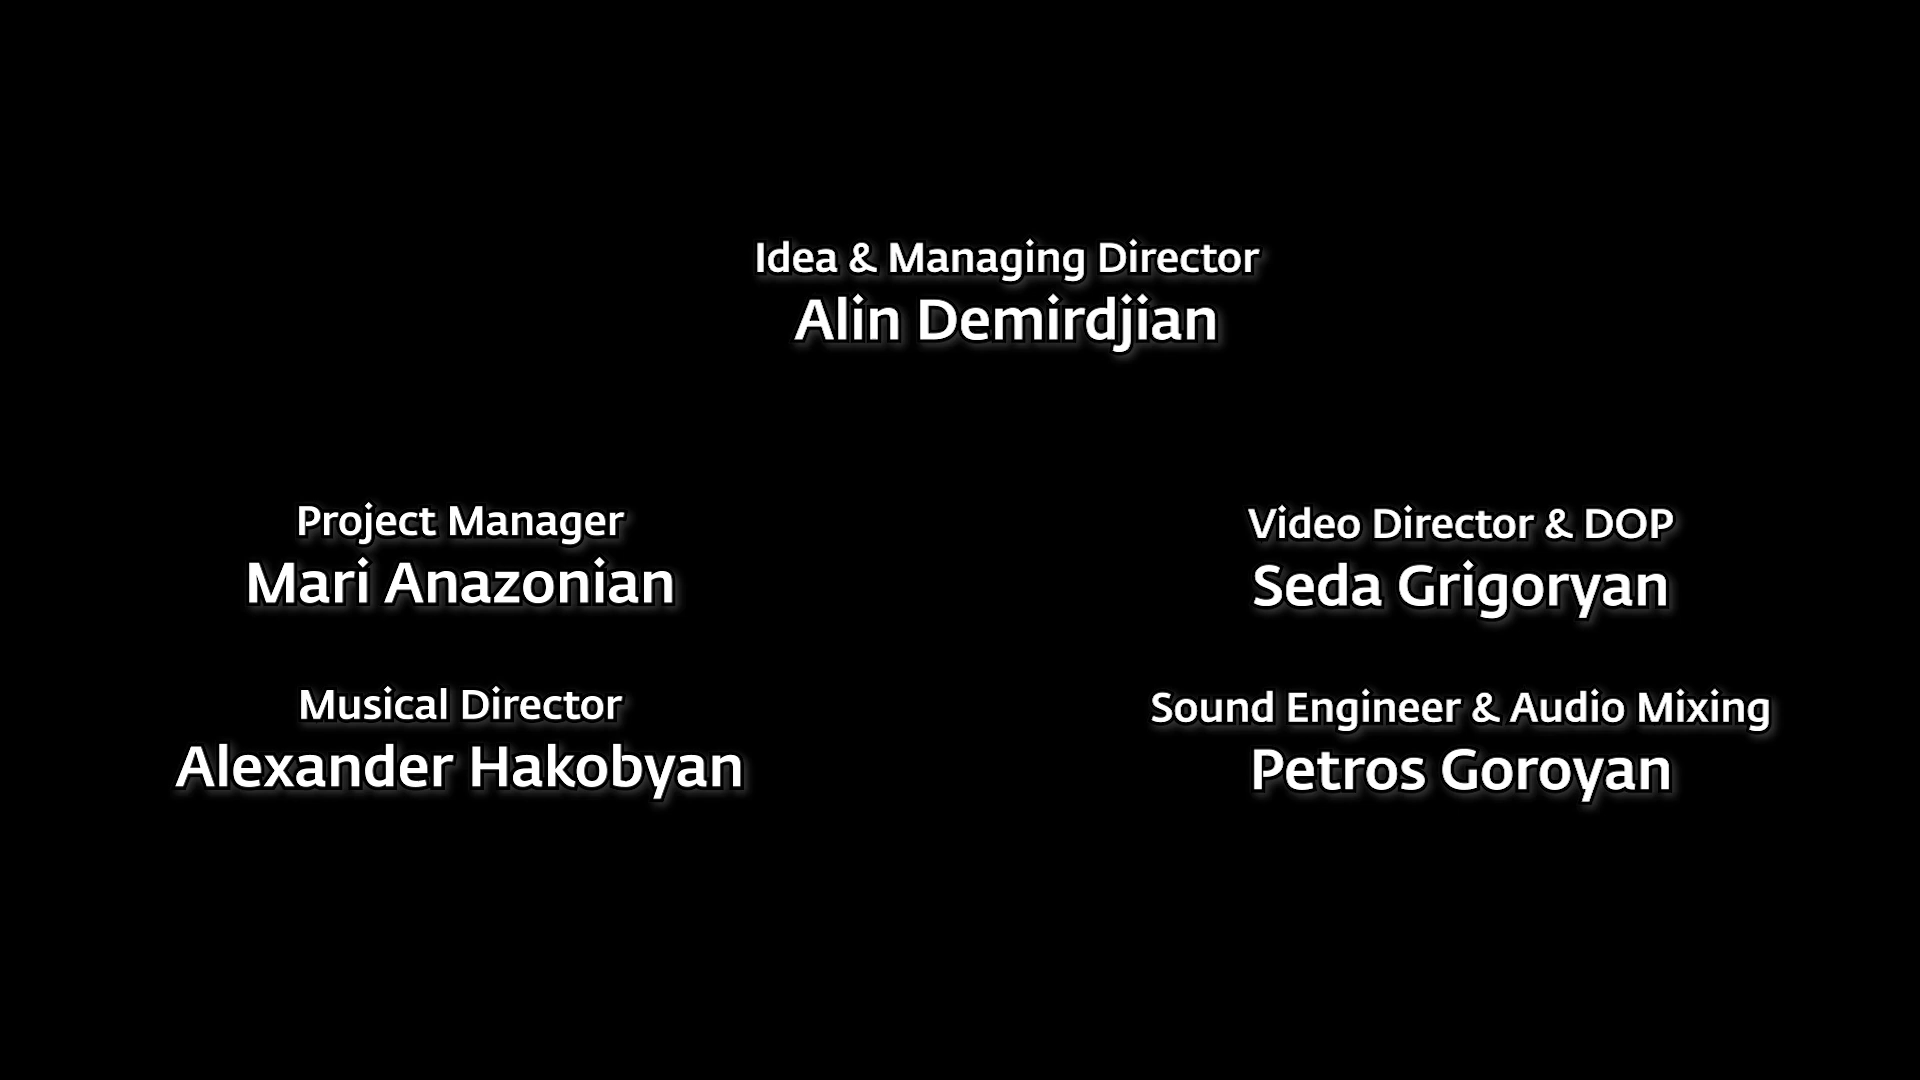 Idea & Managing Director
Alin Demirdjian
Project Manager
Mari Anazonian
Musical Director
Alexander Hakobyan
Video Director & DOP
Seda Grigoryan
Sound Engineer & Audio Mixing
Petros Goroyan